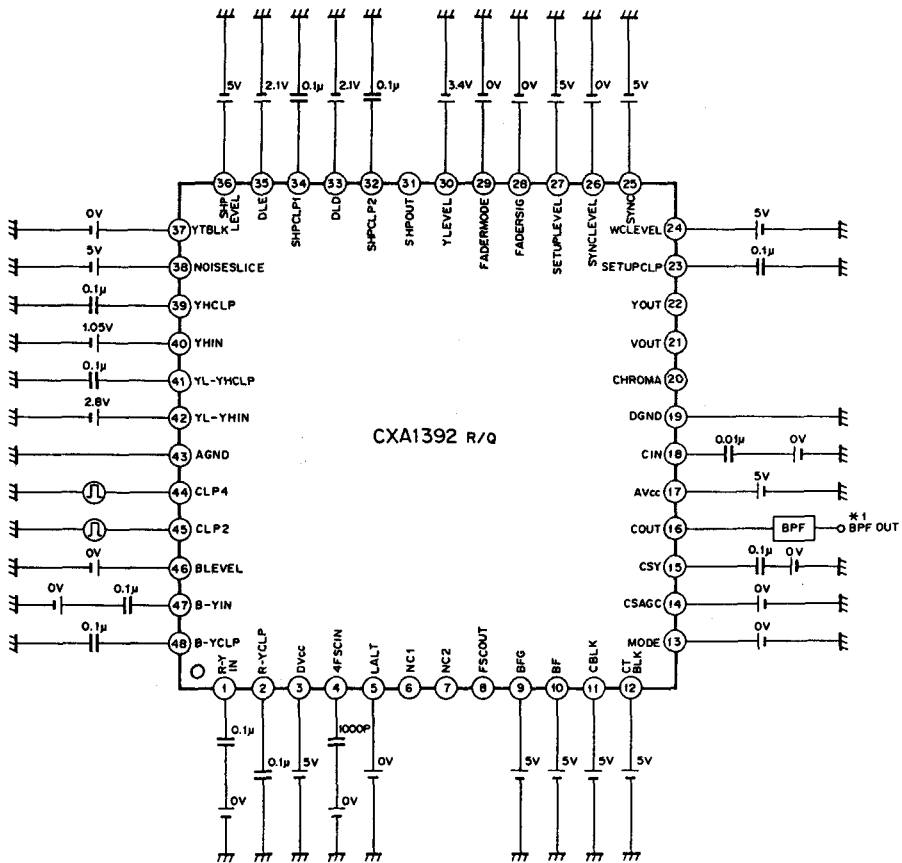 5V 2.1V 0.1μ 2.1V 0.1μ 3.4V 0V 0V 5V 0V 5V
36 35 34 33 32 31 30 29 28 27 26 25
SHP LEVEL
DLE
SHPCLP1
DLD
SHPCLP2
SHPOUT
YLEVEL
FADERMODE
FADERSIG
SETUPLEVEL
SYNCLEVEL
SYNC
0V 37 YTBLK
5V 38 NOISESLICE
0.1μ 39 YHCLP
1.05V 40 YHIN
0.1μ 41 YL-YHCLP
2.8V 42 YL-YHIN
43 AGND
44 CLP4
45 CLP2
0V 46 BLEVEL
0V 0.1μ 47 B-YIN
0.1μ 48 B-YCLP
CXA1392 R/Q
WCLEVEL 24 5V
SETUPCLP 23 0.1μ
YOUT 22
VOUT 21
CHROMA 20
DGND 19
CIN 18 0.01μ 0V
AVcc 17 5V
COUT 16 BPF *1 BPF OUT
CSY 15 0.1μ 0V
CSAGC 14 0V
MODE 13 0V
R-Y IN
R-YCLP
DVcc
4FSCIN
LALT
NC1
NC2
FSCOUT
BFG
BF
CBLK
CT BLK
1 2 3 4 5 6 7 8 9 10 11 12
0.1μ 1000P
0.1μ 5V 0V 5V 5V 5V 5V
0V 0V